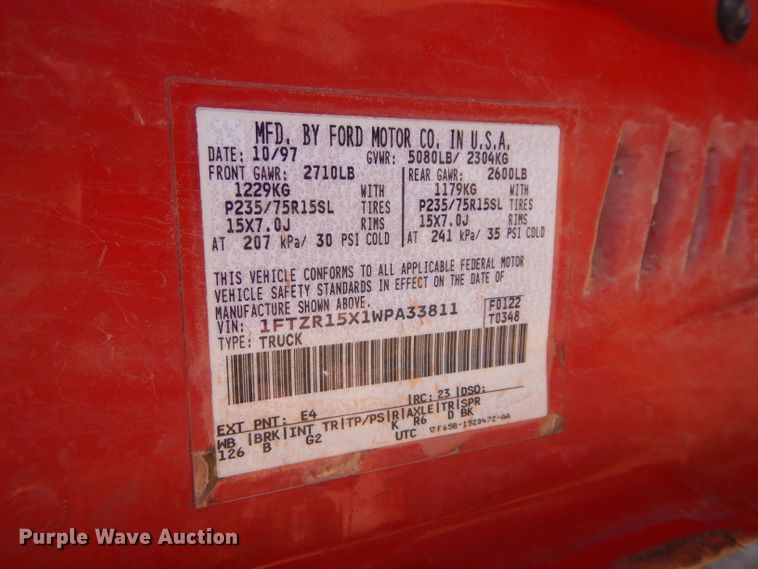 MFD. BY FORD MOTOR CO. IN U.S.A.
DATE: 10/97 GVWR: 5080LB/ 2304KG
FRONT GAWR: 2710LB REAR GAWR: 2600LB
1229KG WITH 1179KG WITH
P235/75R15SL TIRES P235/75R15SL TIRES
15X7.0J RIMS 15X7.0J RIMS
AT 207 kPa/ 30 PSI COLD AT 241 kPa/ 35 PSI COLD
THIS VEHICLE CONFORMS TO ALL APPLICABLE FEDERAL MOTOR
VEHICLE SAFETY STANDARDS IN EFFECT ON THE DATE OF
MANUFACTURE SHOWN ABOVE.
VIN: 1FTZR15X1WPA33811 F0122
TYPE: TRUCK T0348
EXT PNT: E4 |RC: 23 |DSO:
WB |BRK|INT TR|TP/PS|R|AXLE|TR|SPR
126 B G2 K R6 D BK
UTC ▽F65B-1520472-AA
Purple Wave Auction